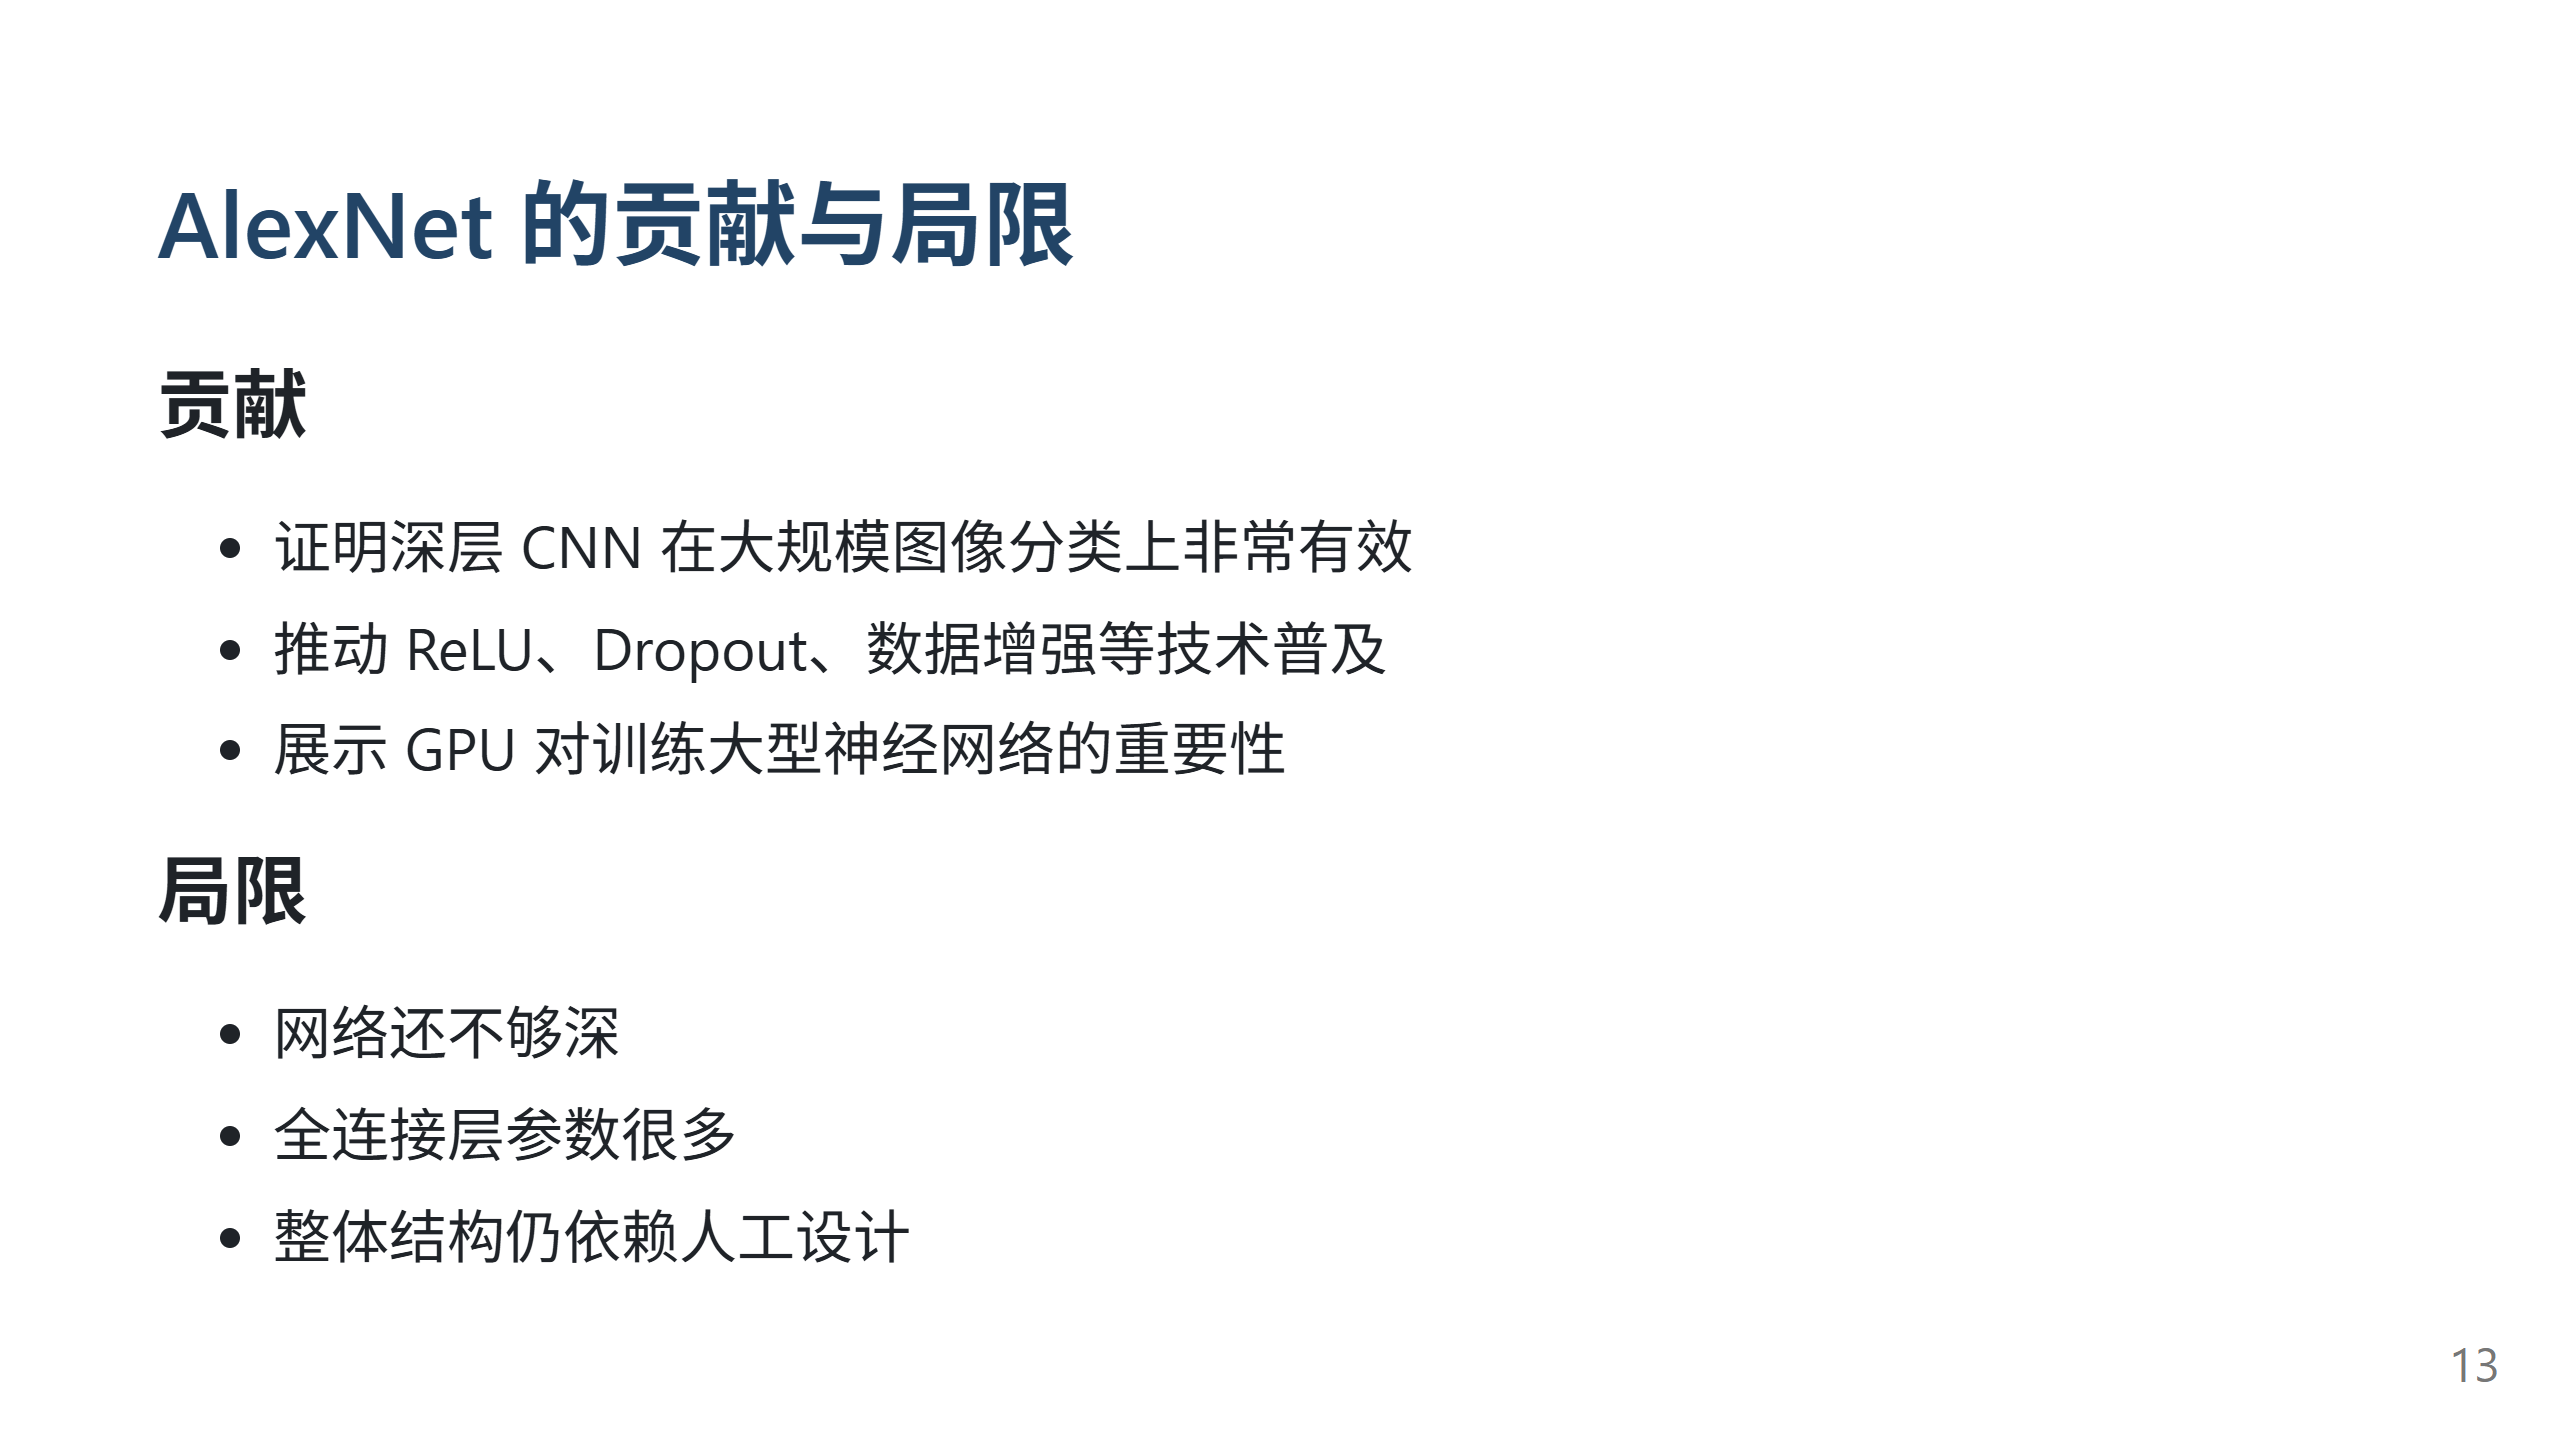 AlexNet 的贡献与局限
贡献
• 证明深层 CNN 在大规模图像分类上非常有效
• 推动 ReLU、Dropout、数据增强等技术普及
• 展示 GPU 对训练大型神经网络的重要性
局限
• 网络还不够深
• 全连接层参数很多
• 整体结构仍依赖人工设计
13